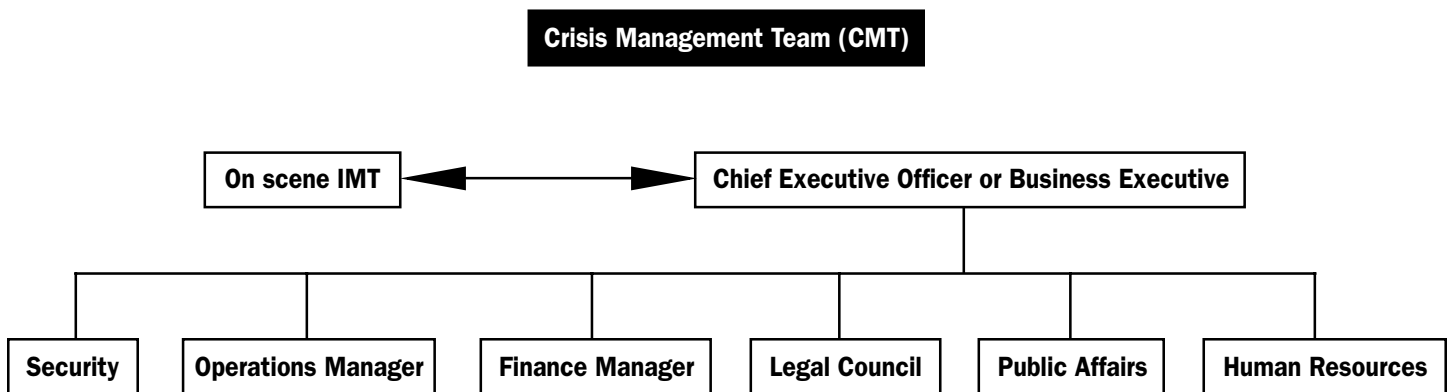 Crisis Management Team (CMT)
On scene IMT
Chief Executive Officer or Business Executive
Security
Operations Manager
Finance Manager
Legal Council
Public Affairs
Human Resources